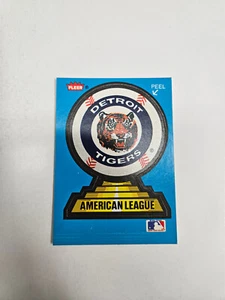 FLEER
PEEL
DETROIT
TIGERS
AMERICAN LEAGUE